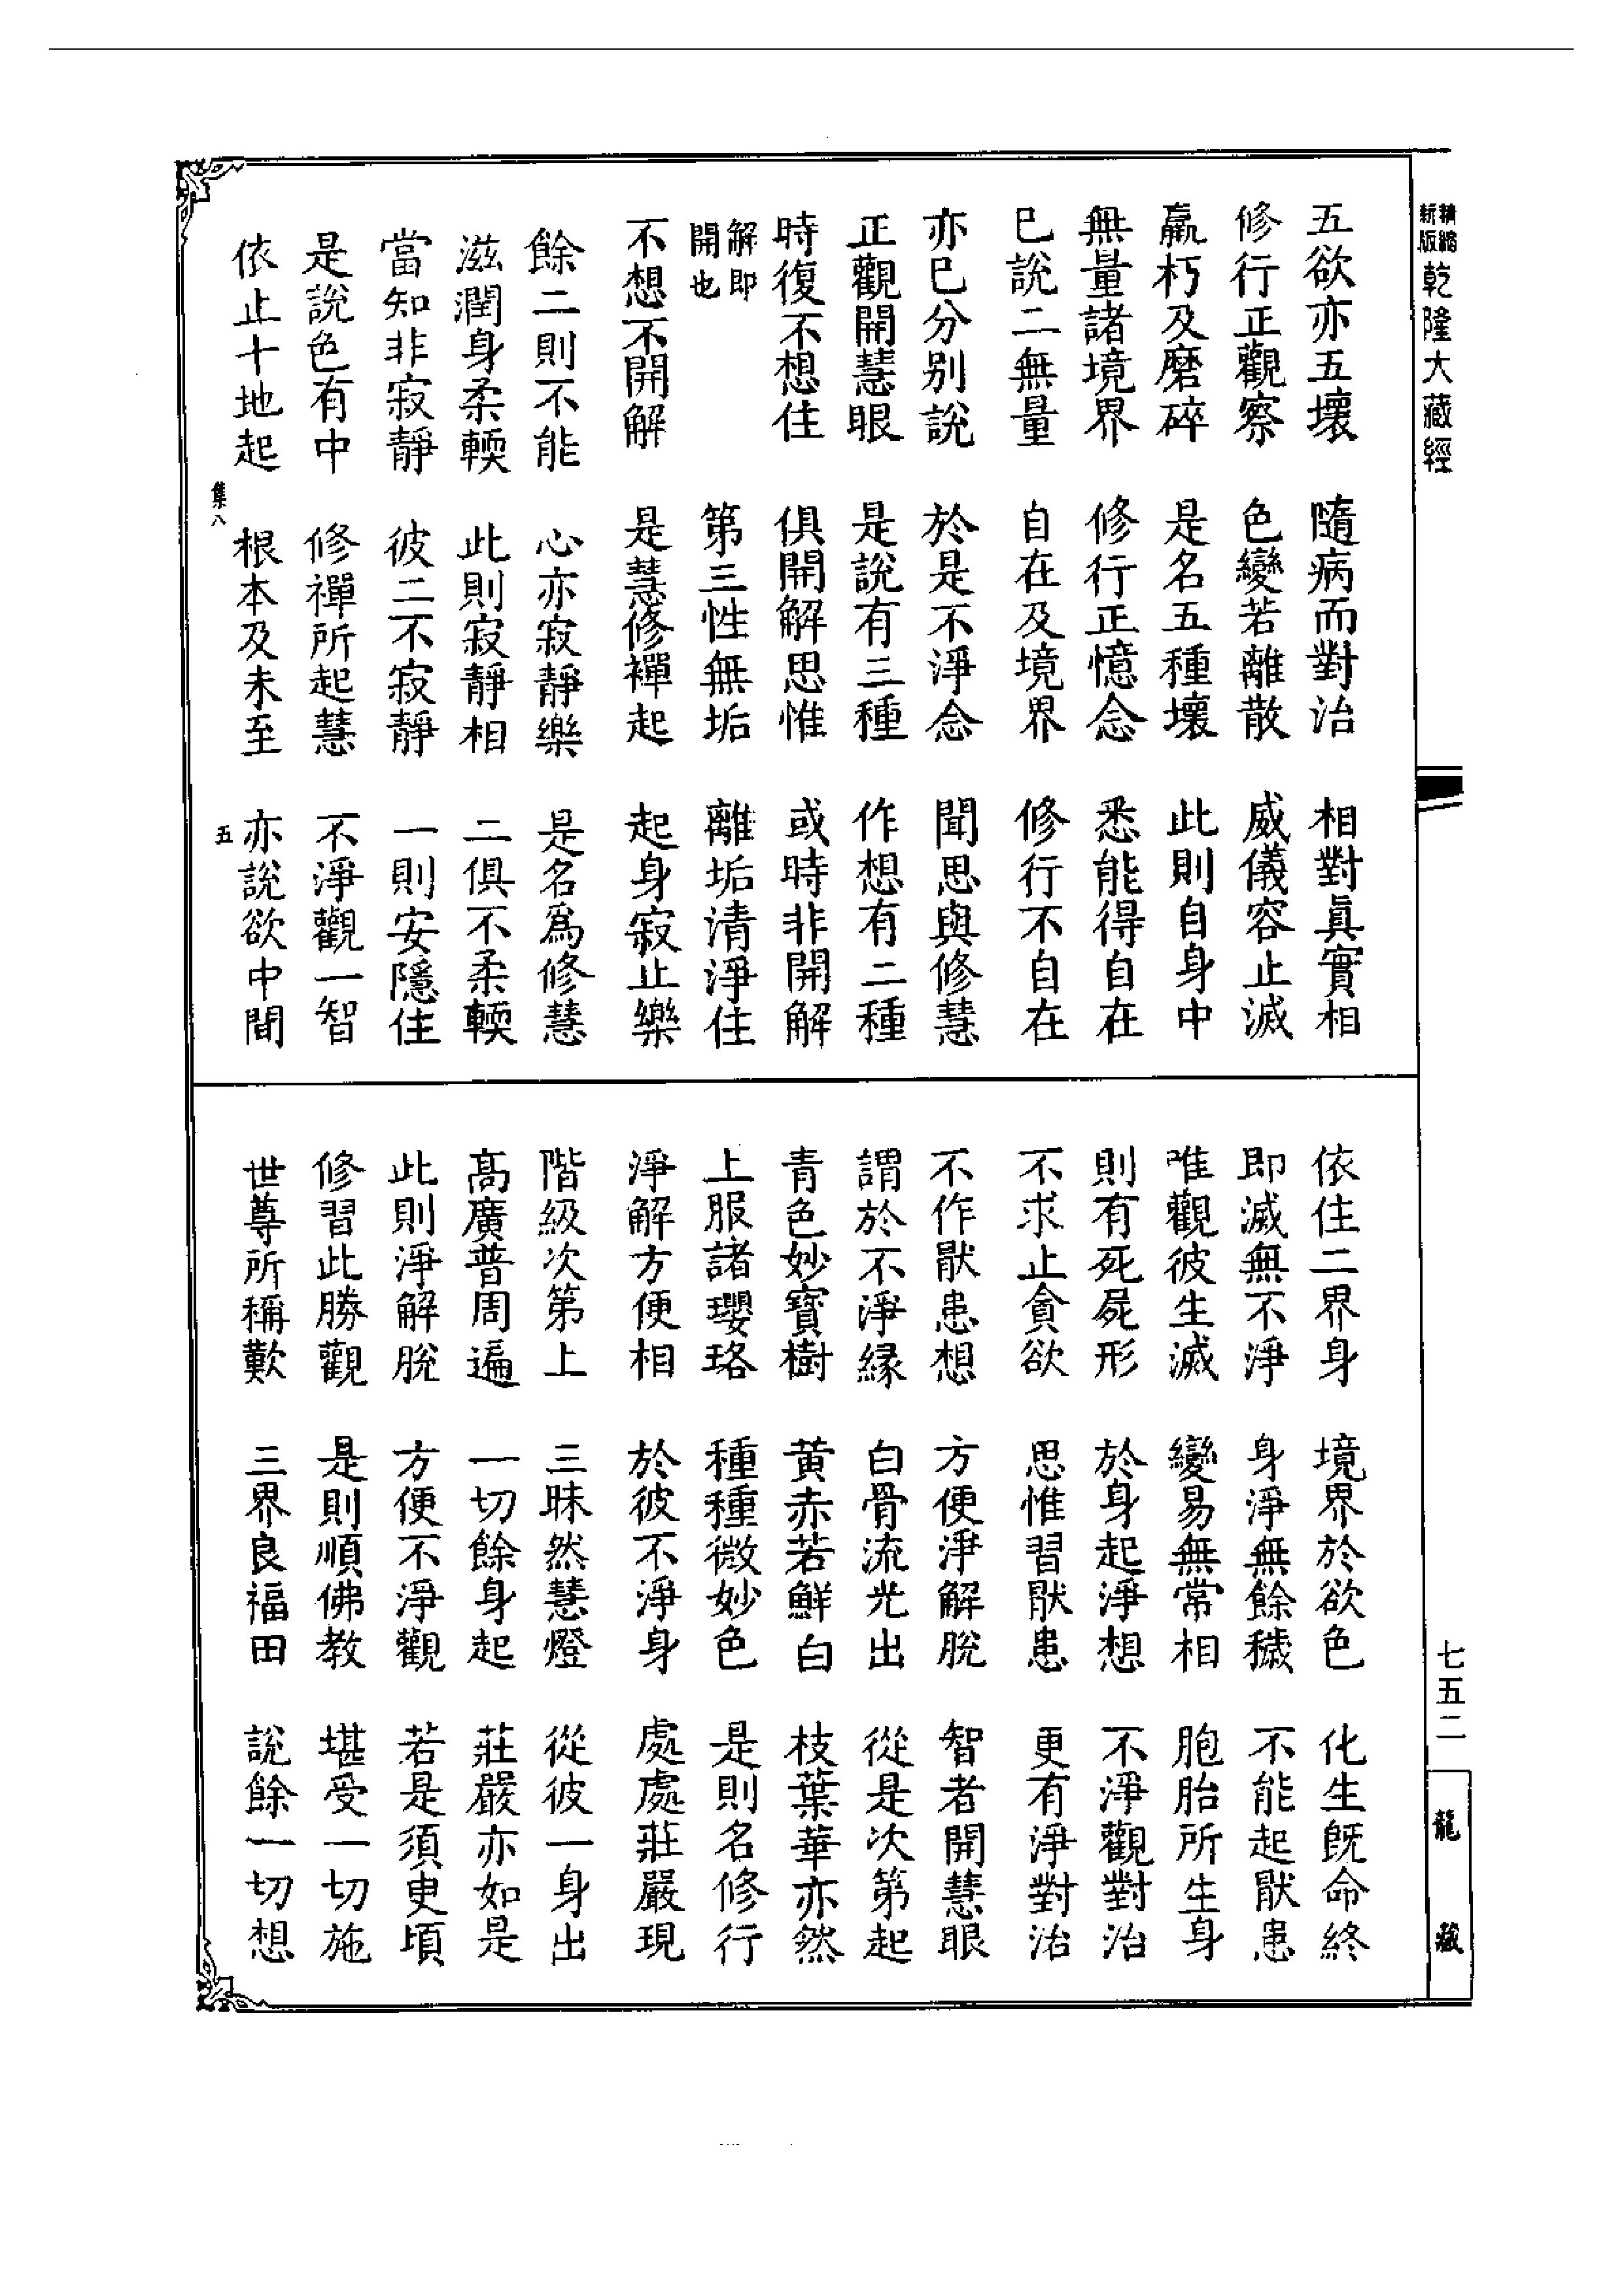 精縮新版 乾隆大藏經
五欲亦五壞 隨病而對治 相對眞實相
修行正觀察 色變若離散 威儀容止滅
羸朽及磨碎 是名五種壞 此則自身中
無量諸境界 修行正憶念 悉能得自在
已說二無量 自在及境界 修行不自在
亦已分別說 於是不淨念 聞思與修慧
正觀開慧眼 是說有三種 作想有二種
時復不想住 俱開解思惟 或時非開解
解即開也 第三性無垢 離垢清淨住
不想不開解 是慧修禪起 起身寂止樂
餘二則不能 心亦寂靜樂 是名爲修慧
滋潤身柔輭 此則寂靜相 二俱不柔輭
當知非寂靜 彼二不寂靜 一則安隱住
是說色有中 修禪所起慧 不淨觀一智
依止十地起 根本及未至 亦說欲中間
集八 五
依住二界身 境界於欲色 化生旣命終
即滅無不淨 身淨無餘穢 不能起猒患
唯觀彼生滅 變易無常相 胞胎所生身
則有死屍形 於身起淨想 不淨觀對治
不求止貪欲 思惟習猒患 更有淨對治
不作猒患想 方便淨解脫 智者開慧眼
謂於不淨緣 白骨流光出 從是次第起
青色妙寶樹 黃赤若鮮白 枝葉華亦然
上服諸瓔珞 種種微妙色 是則名修行
淨解方便相 於彼不淨身 處處莊嚴現
階級次第上 三昧然慧燈 從彼一身出
高廣普周遍 一切餘身起 莊嚴亦如是
此則淨解脫 方便不淨觀 若是須臾頃
修習此勝觀 是則順佛教 堪受一切施
世尊所稱歎 三界良福田 說餘一切想
七五二
龍藏